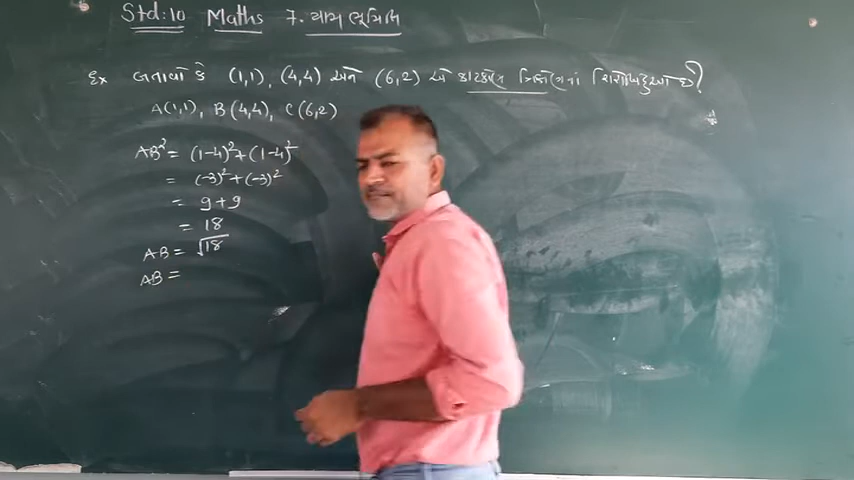 Std:10 Maths 7. યામ ભૂમિતિ
Ex બતાવો કે (1,1), (4,4) અને (6,2) એ કાટકોણ ત્રિકોણનાં શિરોબિંદુઓ છે?
A(1,1), B(4,4), C(6,2)
AB² = (1-4)²+(1-4)²
= (-3)²+(-3)²
= 9+9
= 18
AB = √18
AB =